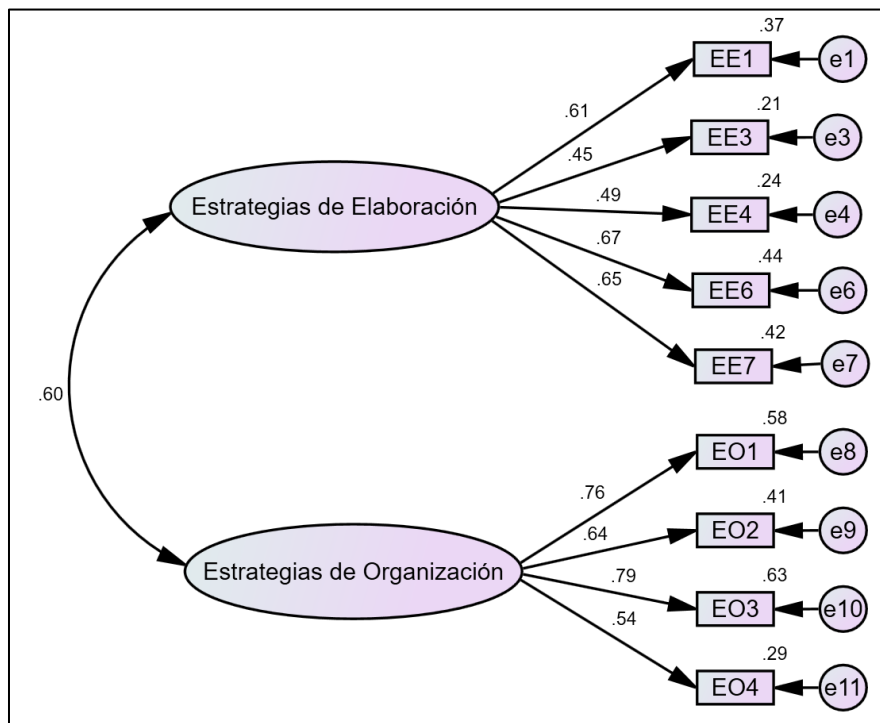 .37
EE1
e1
.61
.21
EE3
e3
.45
Estrategias de Elaboración
.49
.24
EE4
e4
.67
.44
EE6
e6
.65
.42
EE7
e7
.60
.58
EO1
e8
.76
.41
EO2
e9
.64
Estrategias de Organización
.79
.63
EO3
e10
.54
.29
EO4
e11